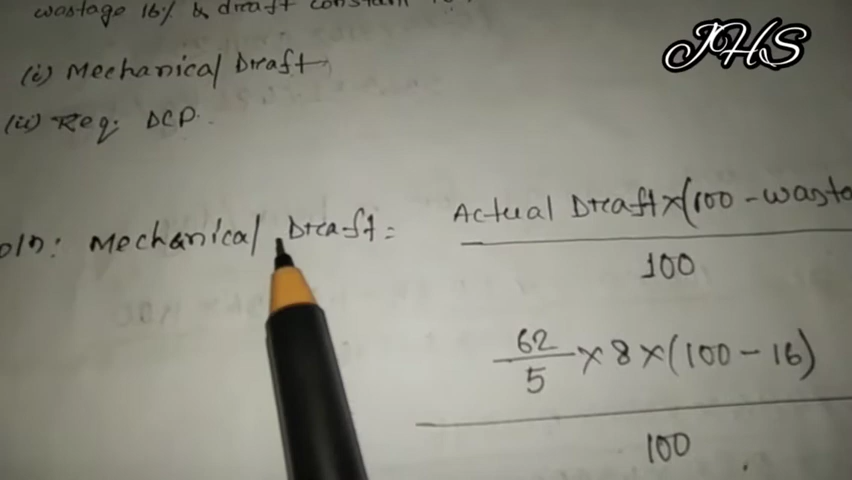 wastage 16% & draft constant
JHS
(i) Mechanical Draft
(ii) Req. DCP.
oln: Mechanical Draft = Actual Draft×(100 - wasta
100
62
5
×8×(100-16)
100